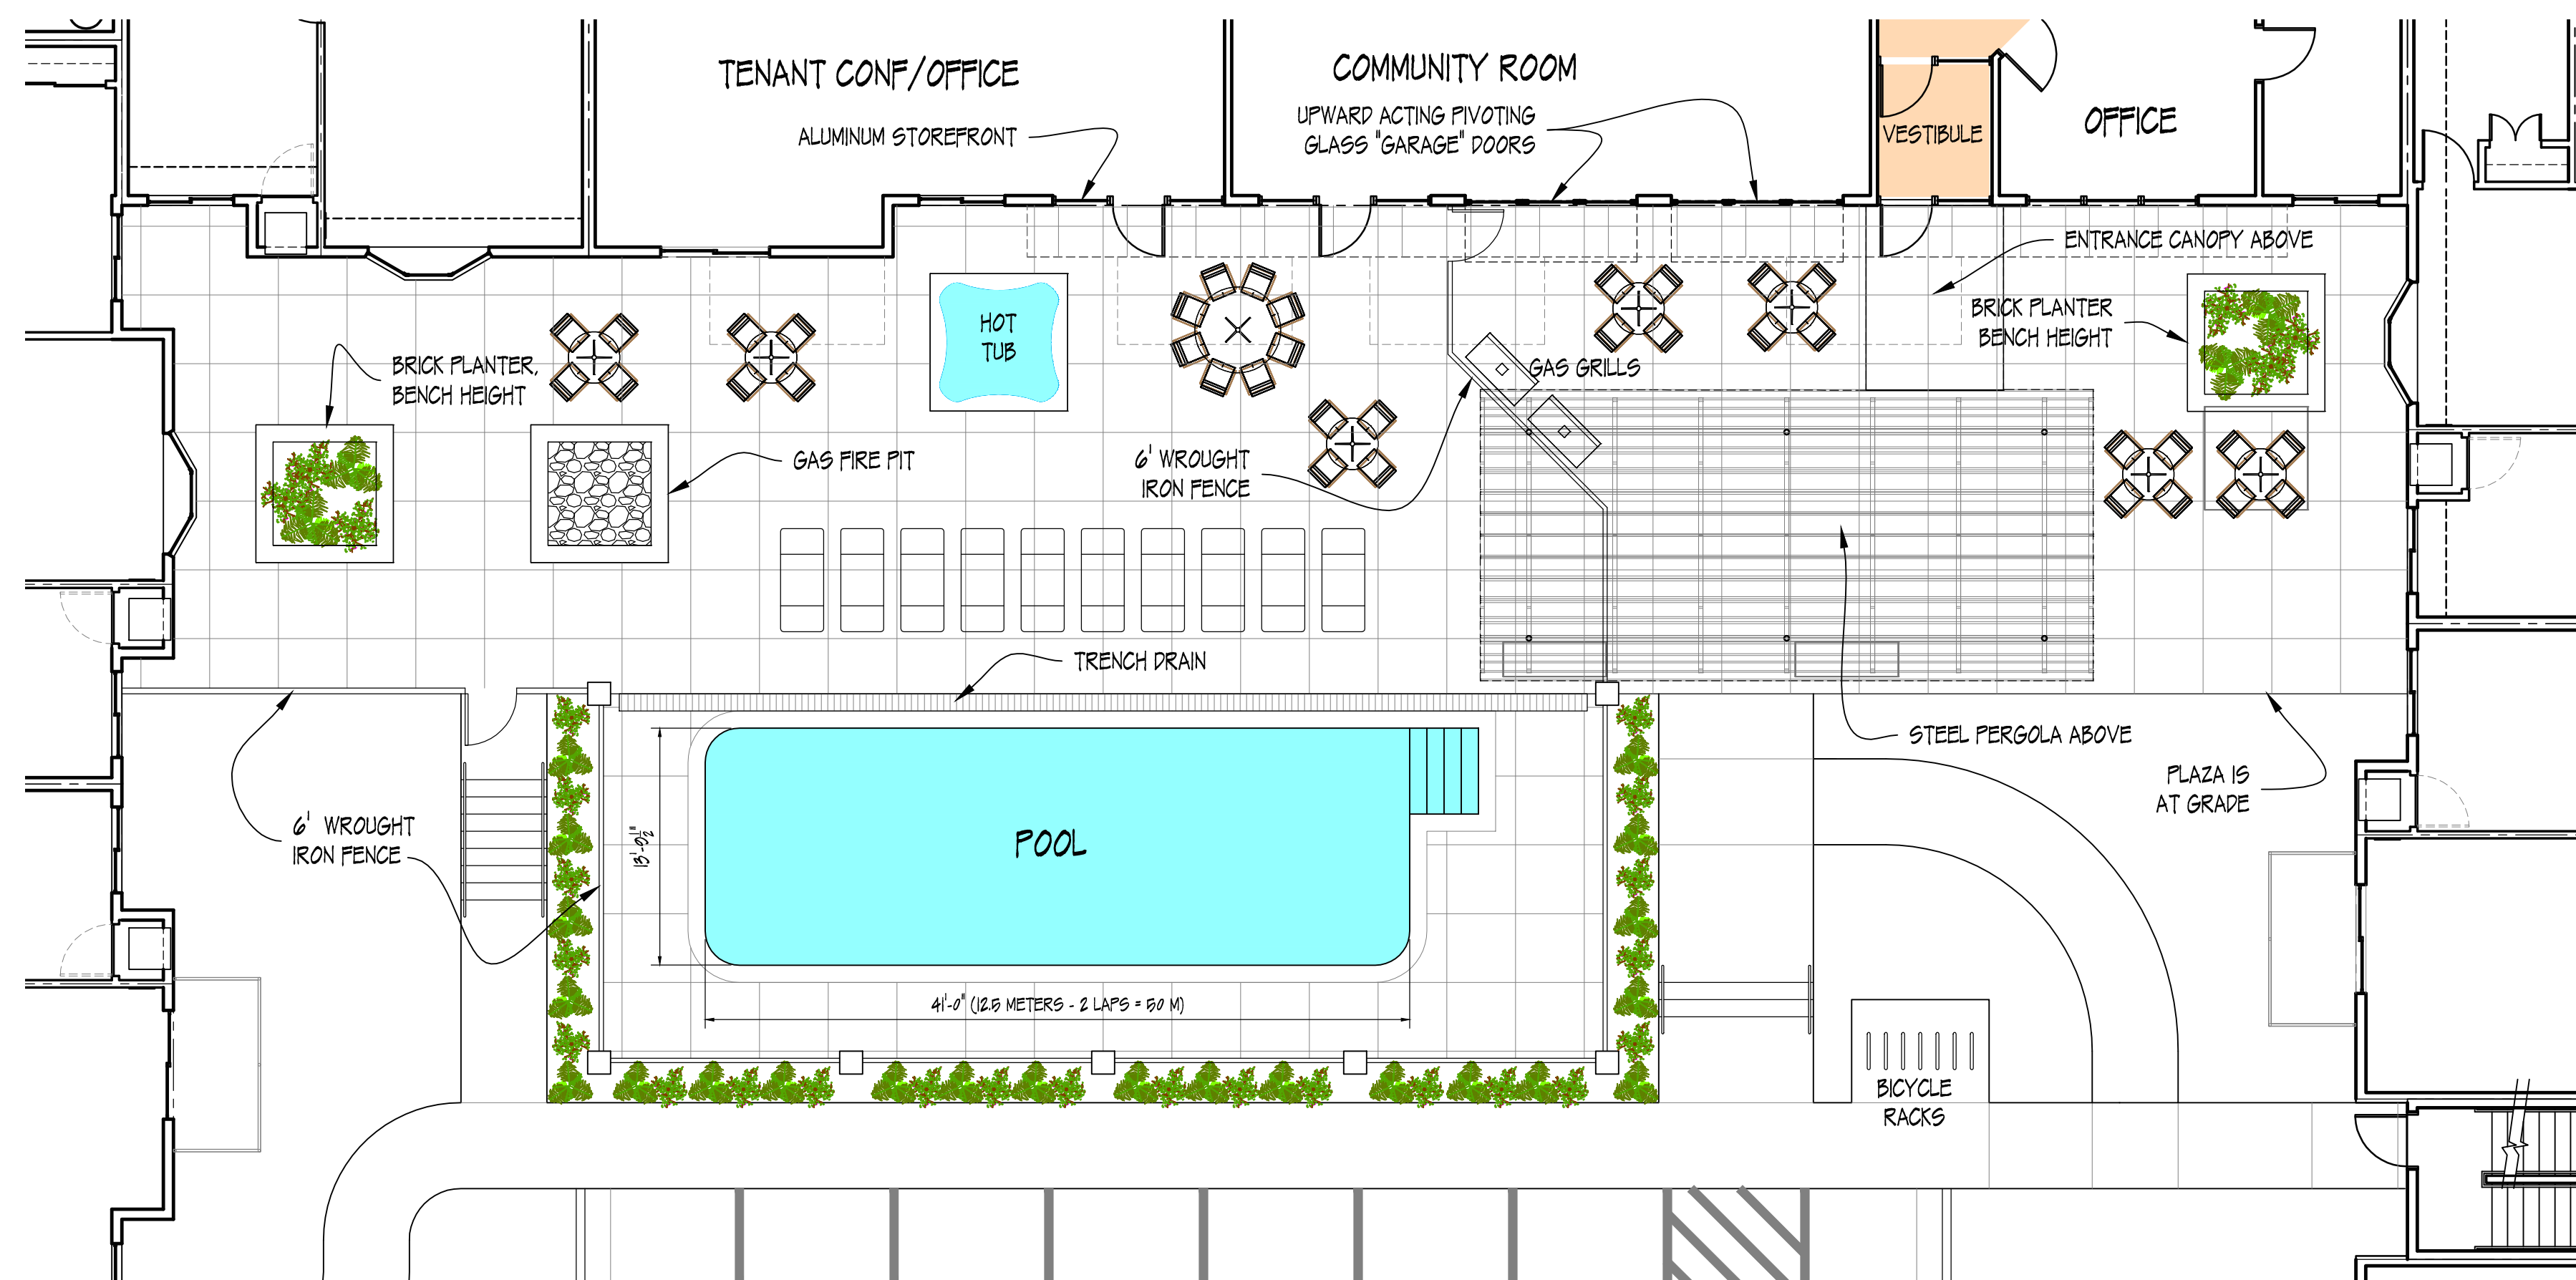 TENANT CONF/OFFICE
COMMUNITY ROOM
ALUMINUM STOREFRONT
UPWARD ACTING PIVOTING
GLASS "GARAGE" DOORS
VESTIBULE
OFFICE
ENTRANCE CANOPY ABOVE
BRICK PLANTER
BENCH HEIGHT
HOT
TUB
BRICK PLANTER,
BENCH HEIGHT
GAS GRILLS
GAS FIRE PIT
6' WROUGHT
IRON FENCE
TRENCH DRAIN
STEEL PERGOLA ABOVE
PLAZA IS
AT GRADE
6' WROUGHT
IRON FENCE
13'-9½"
POOL
41'-0" (12.5 METERS - 2 LAPS = 50 M)
BICYCLE
RACKS